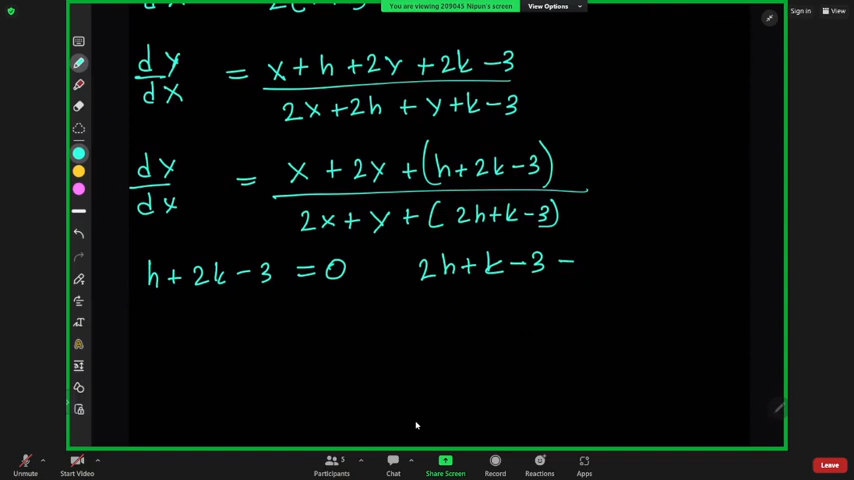 You are viewing 209045 Nipun's screen View Options
Sign in View
dy/dx = (x + h + 2y + 2k - 3)/(2x + 2h + y + k - 3)
dy/dx = (x + 2y + (h + 2k - 3))/(2x + y + (2h + k - 3))
h + 2k - 3 = 0 2h + k - 3 =
Unmute Start Video Participants 5 Chat Share Screen Record Reactions Apps Leave